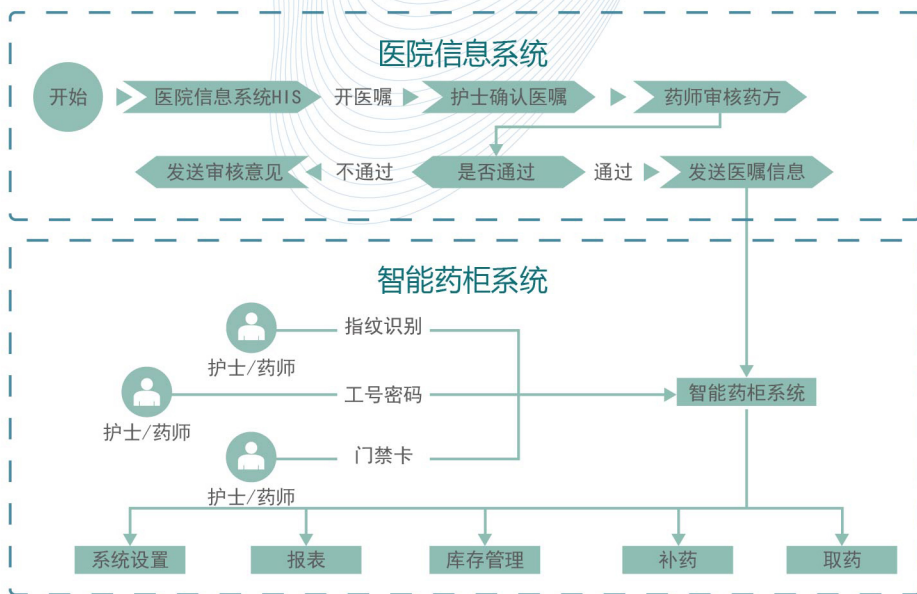 医院信息系统
开始
医院信息系统HIS
开医嘱
护士确认医嘱
药师审核药方
发送审核意见
不通过
是否通过
通过
发送医嘱信息
智能药柜系统
指纹识别
护士/药师
工号密码
智能药柜系统
护士/药师
门禁卡
护士/药师
系统设置
报表
库存管理
补药
取药